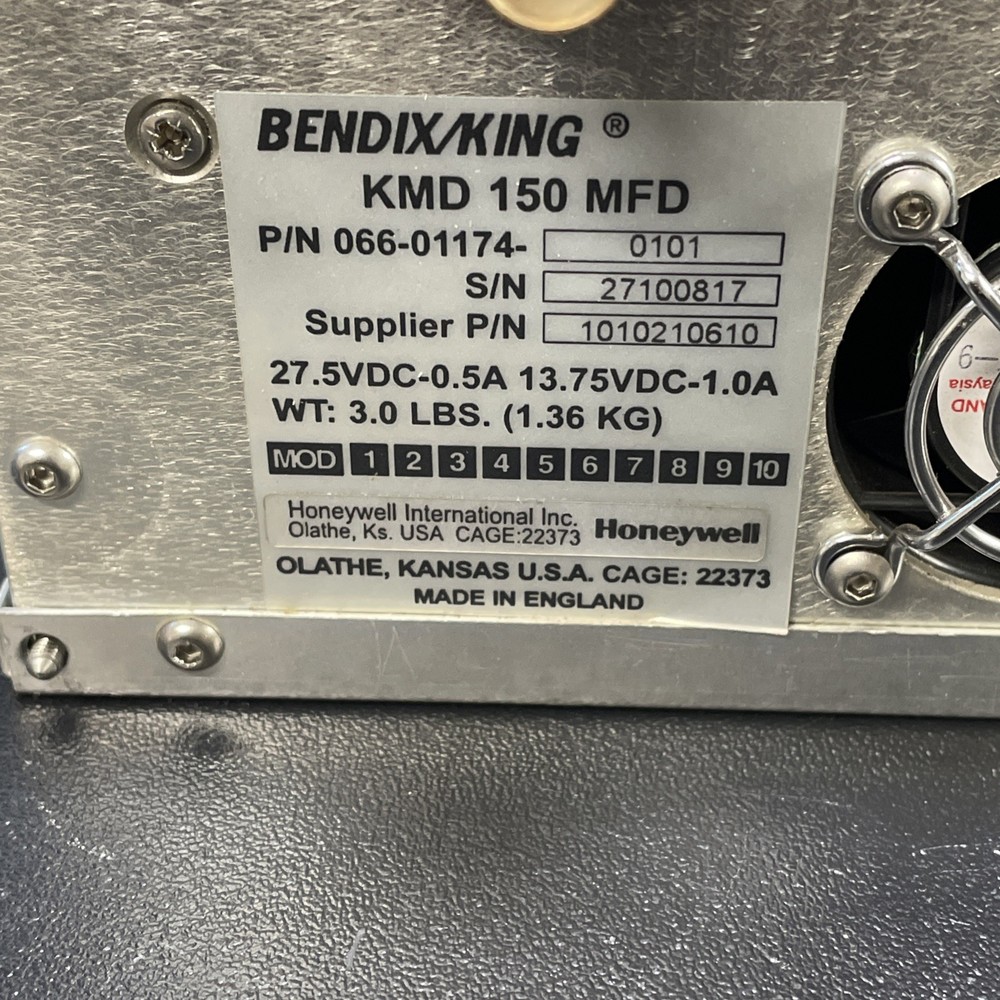 BENDIX/KING ®
KMD 150 MFD
P/N 066-01174- 0101
S/N 27100817
Supplier P/N 1010210610
27.5VDC-0.5A 13.75VDC-1.0A
WT: 3.0 LBS. (1.36 KG)
MOD 1 2 3 4 5 6 7 8 9 10
Honeywell International Inc.
Olathe, Ks. USA CAGE:22373 Honeywell
OLATHE, KANSAS U.S.A. CAGE: 22373
MADE IN ENGLAND